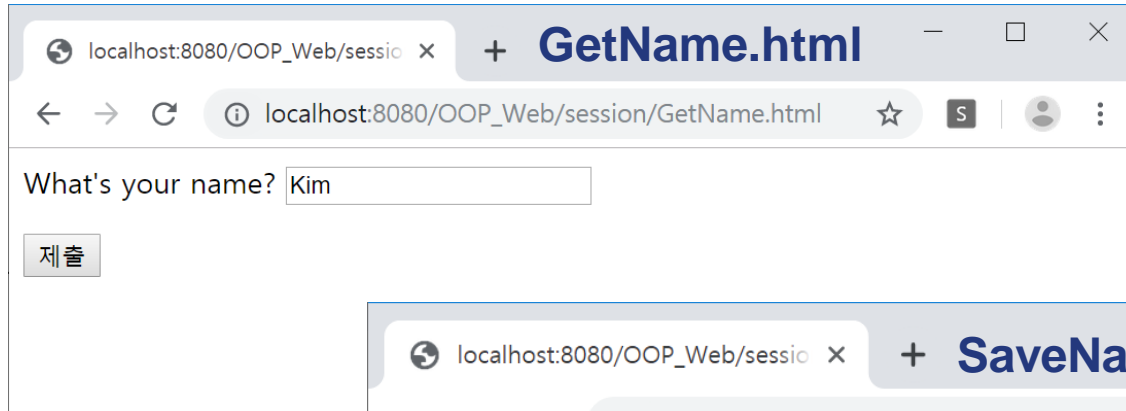 localhost:8080/OOP_Web/sessio GetName.html
localhost:8080/OOP_Web/session/GetName.html S
What's your name? Kim
제출
localhost:8080/OOP_Web/sessio SaveNa